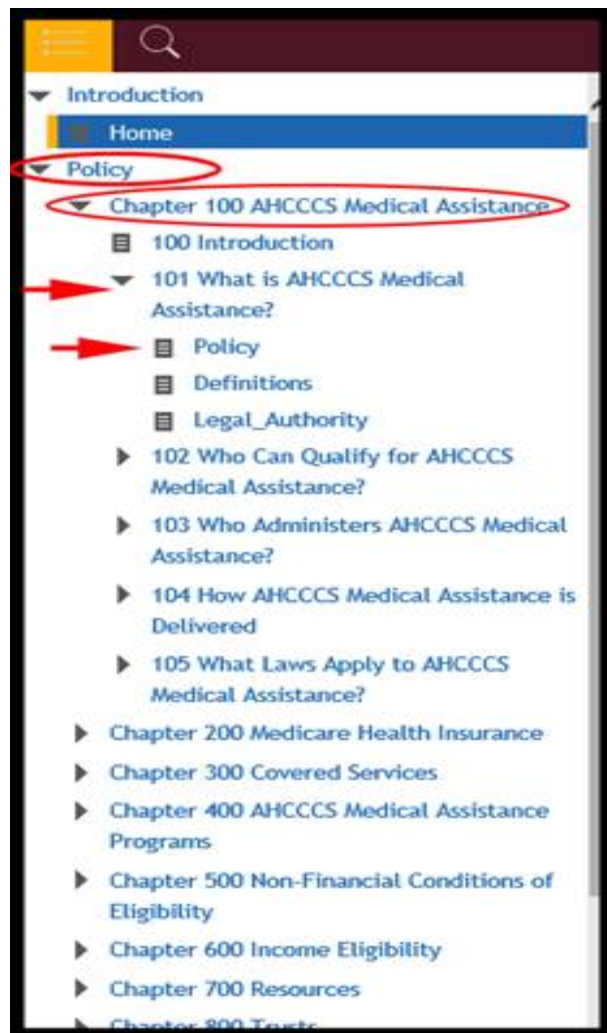 Introduction
Home
Policy
Chapter 100 AHCCCS Medical Assistance
100 Introduction
101 What is AHCCCS Medical
Assistance?
Policy
Definitions
Legal_Authority
102 Who Can Qualify for AHCCCS
Medical Assistance?
103 Who Administers AHCCCS Medical
Assistance?
104 How AHCCCS Medical Assistance is
Delivered
105 What Laws Apply to AHCCCS
Medical Assistance?
Chapter 200 Medicare Health Insurance
Chapter 300 Covered Services
Chapter 400 AHCCCS Medical Assistance
Programs
Chapter 500 Non-Financial Conditions of
Eligibility
Chapter 600 Income Eligibility
Chapter 700 Resources
Chapter 800 Trusts